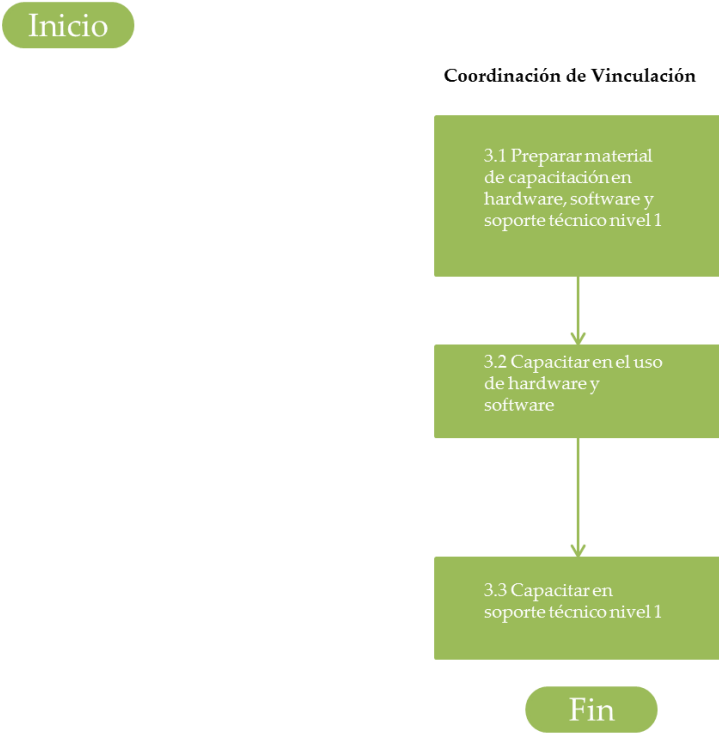 Inicio
Coordinación de Vinculación
3.1 Preparar material
de capacitación en
hardware, software y
soporte técnico nivel 1
3.2 Capacitar en el uso
de hardware y
software
3.3 Capacitar en
soporte técnico nivel 1
Fin